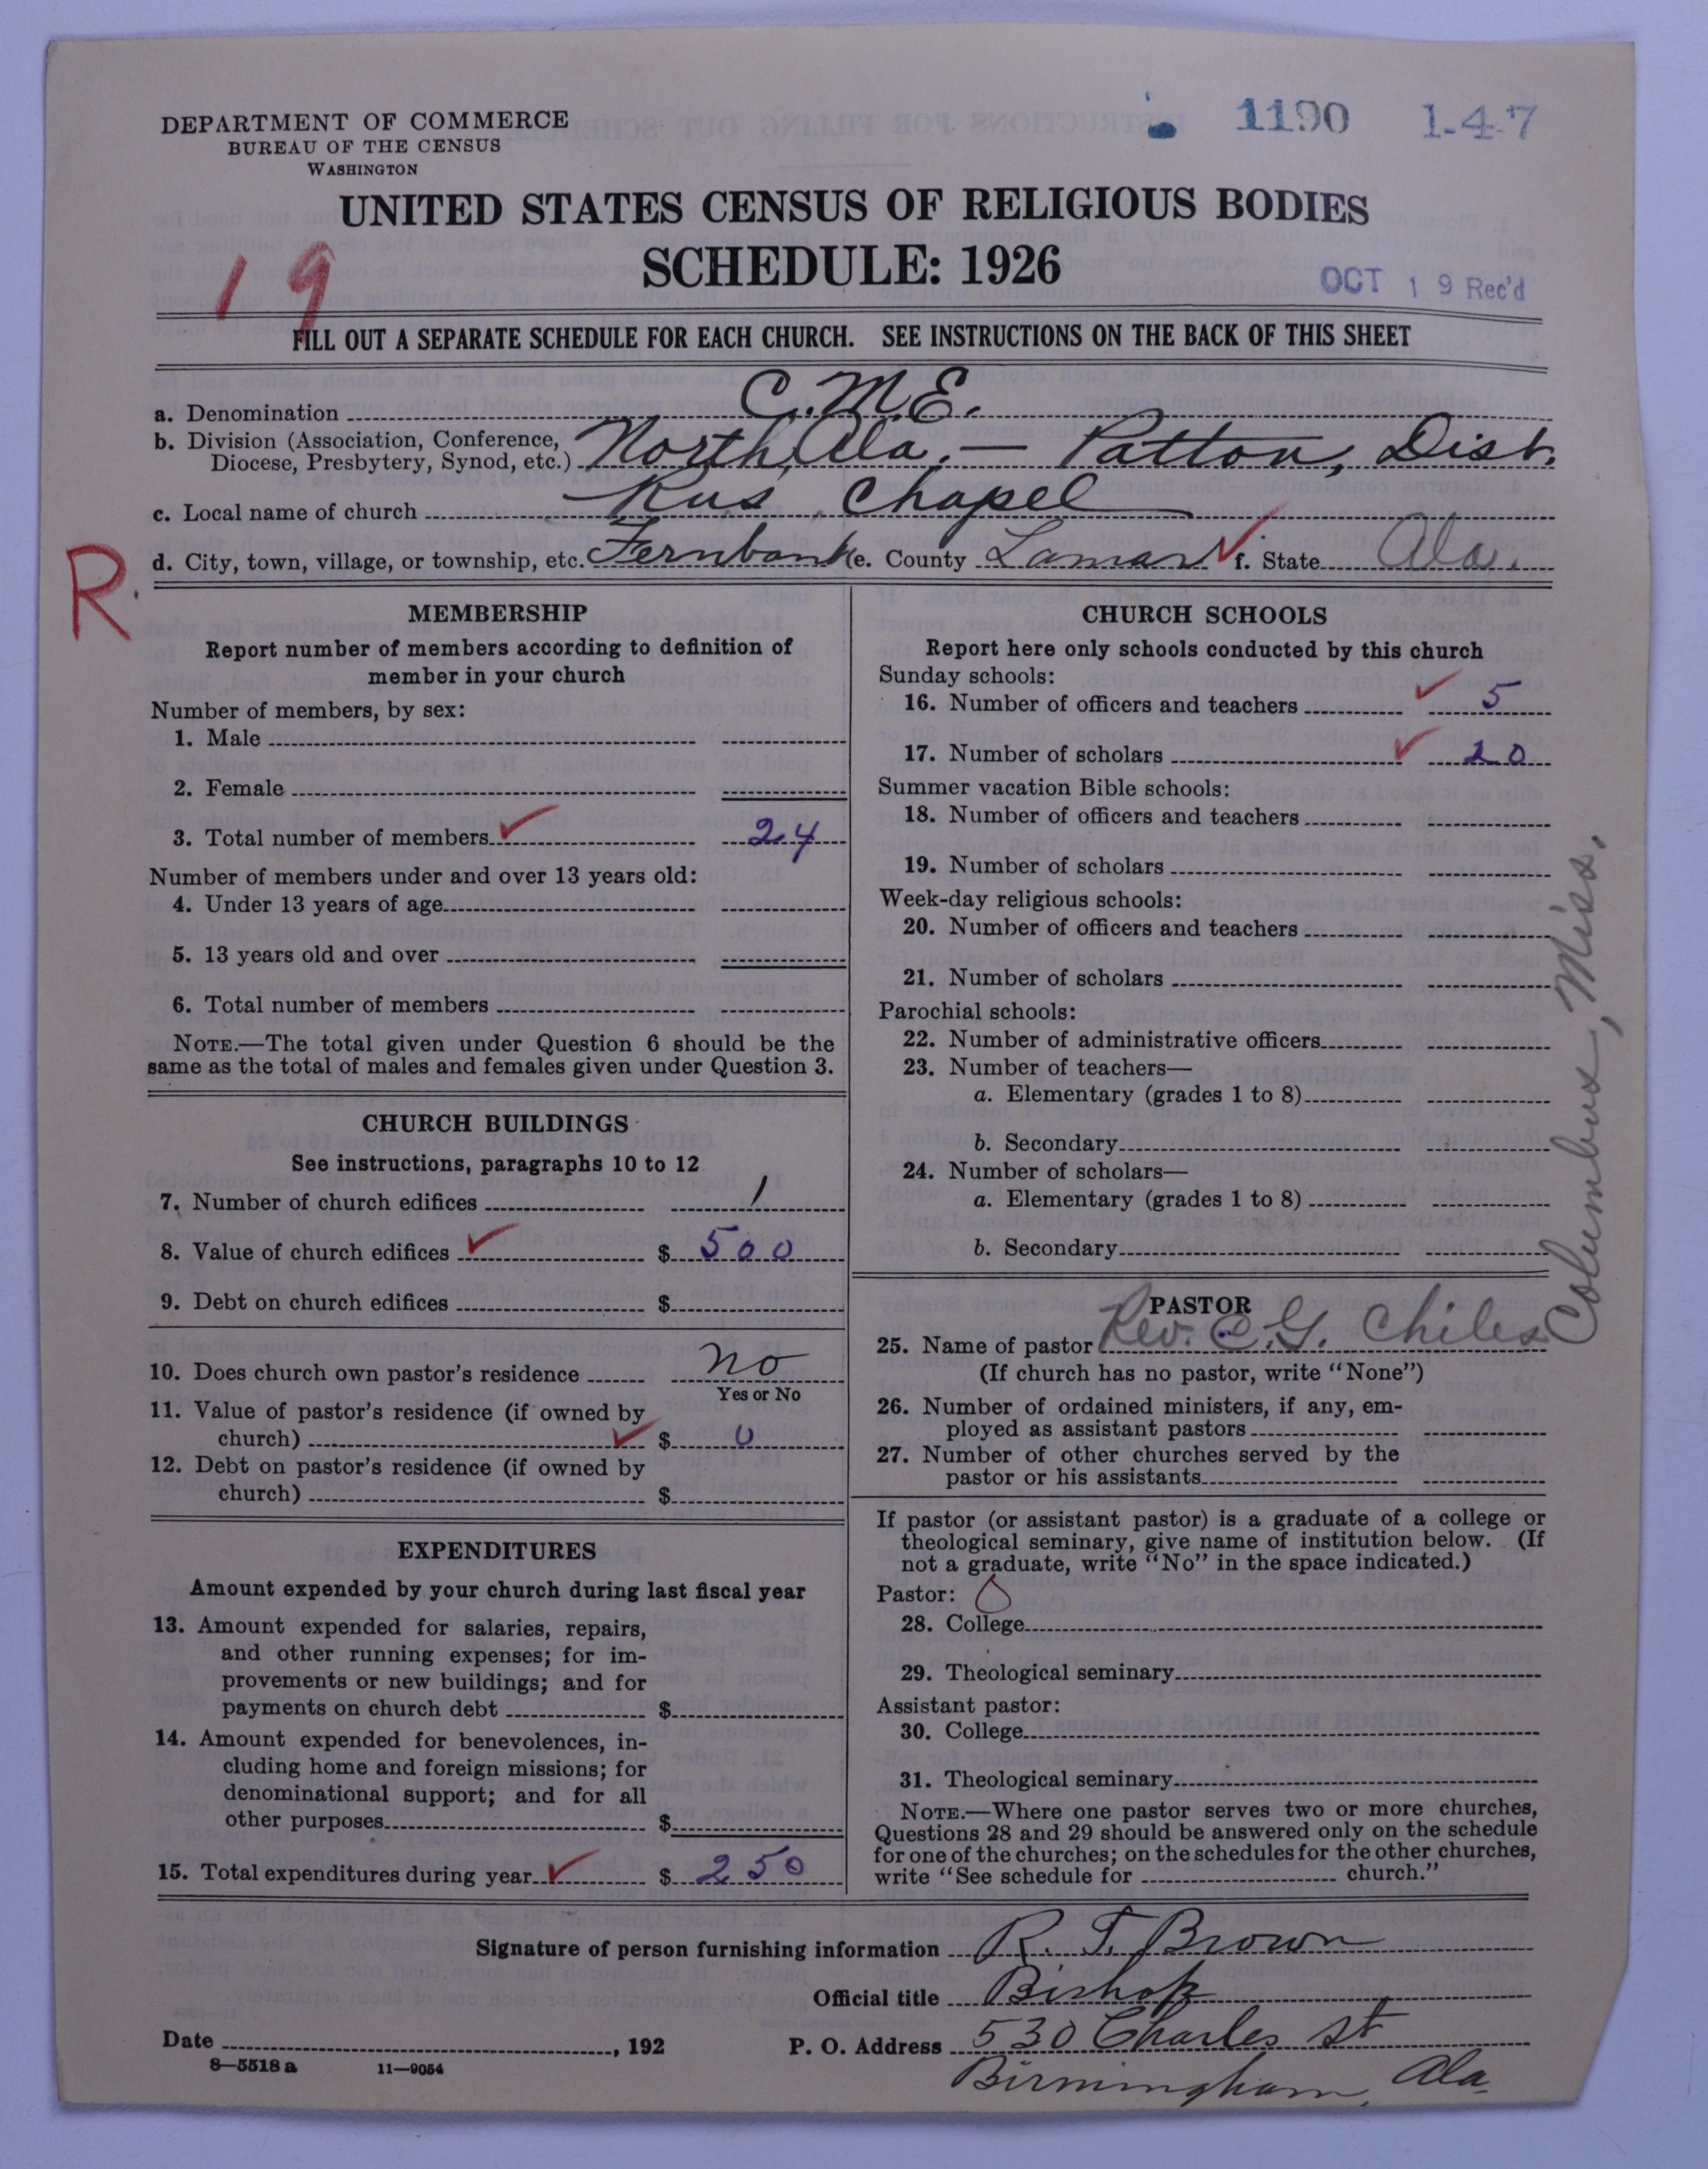 DEPARTMENT OF COMMERCE
BUREAU OF THE CENSUS
WASHINGTON
1190 1-4-7
UNITED STATES CENSUS OF RELIGIOUS BODIES
SCHEDULE: 1926
19
OCT 19 Rec'd
FILL OUT A SEPARATE SCHEDULE FOR EACH CHURCH. SEE INSTRUCTIONS ON THE BACK OF THIS SHEET
a. Denomination C.M.E.
b. Division (Association, Conference, Diocese, Presbytery, Synod, etc.) North Ala. — Patton, Dist.
c. Local name of church Rus Chapel
d. City, town, village, or township, etc. Fernbank e. County Lamar f. State Ala.
R.
MEMBERSHIP
Report number of members according to definition of
member in your church
Number of members, by sex:
1. Male
2. Female
3. Total number of members 24
Number of members under and over 13 years old:
4. Under 13 years of age
5. 13 years old and over
6. Total number of members
NOTE.—The total given under Question 6 should be the
same as the total of males and females given under Question 3.
CHURCH BUILDINGS
See instructions, paragraphs 10 to 12
7. Number of church edifices 1
8. Value of church edifices $ 500
9. Debt on church edifices $
10. Does church own pastor's residence no
Yes or No
11. Value of pastor's residence (if owned by
church) $ 0
12. Debt on pastor's residence (if owned by
church) $
EXPENDITURES
Amount expended by your church during last fiscal year
13. Amount expended for salaries, repairs,
and other running expenses; for im-
provements or new buildings; and for
payments on church debt $
14. Amount expended for benevolences, in-
cluding home and foreign missions; for
denominational support; and for all
other purposes $
15. Total expenditures during year $ 250
CHURCH SCHOOLS
Report here only schools conducted by this church
Sunday schools:
16. Number of officers and teachers 5
17. Number of scholars 20
Summer vacation Bible schools:
18. Number of officers and teachers
19. Number of scholars
Week-day religious schools:
20. Number of officers and teachers
21. Number of scholars
Parochial schools:
22. Number of administrative officers
23. Number of teachers—
a. Elementary (grades 1 to 8)
b. Secondary
24. Number of scholars—
a. Elementary (grades 1 to 8)
b. Secondary
PASTOR
25. Name of pastor Rev. E.G. Chiles
Columbus, Miss.
(If church has no pastor, write "None")
26. Number of ordained ministers, if any, em-
ployed as assistant pastors
27. Number of other churches served by the
pastor or his assistants
If pastor (or assistant pastor) is a graduate of a college or
theological seminary, give name of institution below. (If
not a graduate, write "No" in the space indicated.)
Pastor:
28. College
29. Theological seminary
Assistant pastor:
30. College
31. Theological seminary
NOTE.—Where one pastor serves two or more churches,
Questions 28 and 29 should be answered only on the schedule
for one of the churches; on the schedules for the other churches,
write "See schedule for church."
Signature of person furnishing information R. T. Brown
Official title Bishop
Date , 192 P. O. Address 530 Charles st
Birmingham, Ala.
8—5518 a 11—9054